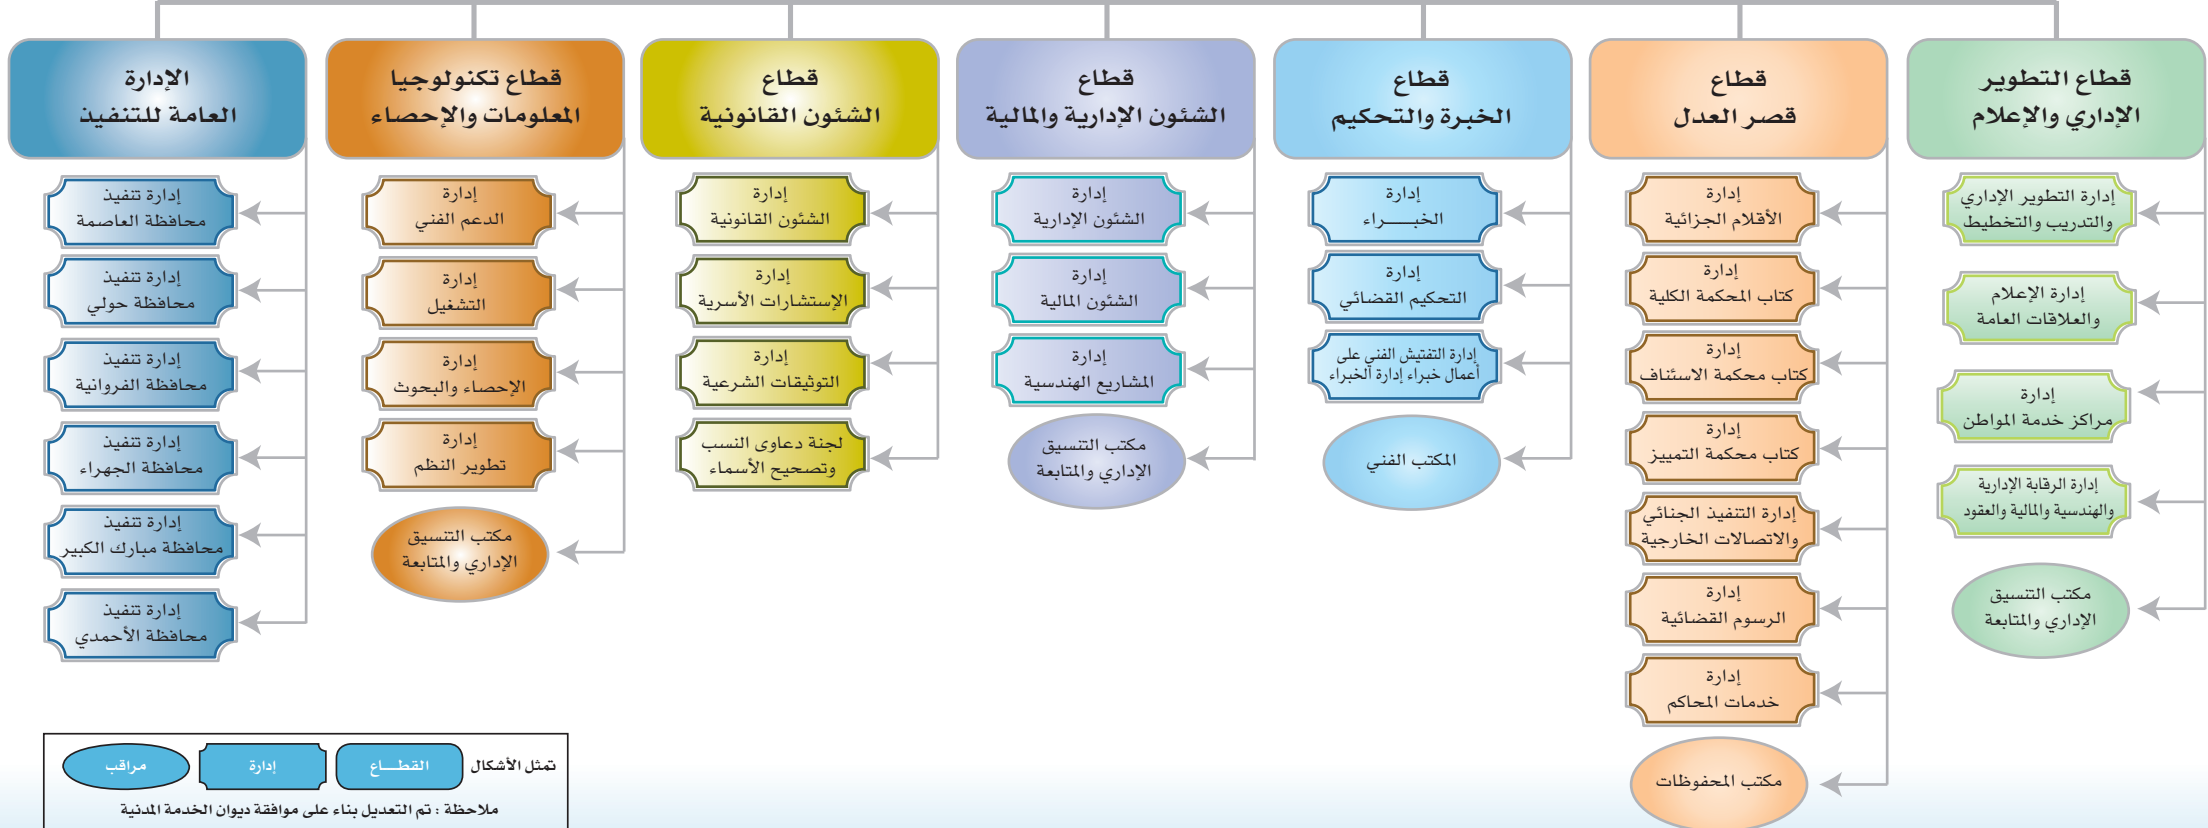 قطاع التطوير
الإداري والإعلام
إدارة التطوير الإداري
والتدريب والتخطيط
إدارة الإعلام
والعلاقات العامة
إدارة
مراكز خدمة المواطن
إدارة الرقابة الإدارية
والهندسية والمالية والعقود
مكتب التنسيق
الإداري والمتابعة
قطاع
قصر العدل
إدارة
الأقلام الجزائية
إدارة
كتاب المحكمة الكلية
إدارة
كتاب محكمة الاسئناف
إدارة
كتاب محكمة التمييز
إدارة التنفيذ الجنائي
والاتصالات الخارجية
إدارة
الرسوم القضائية
إدارة
خدمات المحاكم
مكتب المحفوظات
قطاع
الخبرة والتحكيم
إدارة
الخبـــــراء
إدارة
التحكيم القضائي
إدارة التفتيش الفني على
أعمال خبراء إدارة الخبراء
المكتب الفني
قطاع
الشئون الإدارية والمالية
إدارة
الشئون الإدارية
إدارة
الشئون المالية
إدارة
المشاريع الهندسية
مكتب التنسيق
الإداري والمتابعة
قطاع
الشئون القانونية
إدارة
الشئون القانونية
إدارة
الإستشارات الأسرية
إدارة
التوثيقات الشرعية
لجنة دعاوى النسب
وتصحيح الأسماء
قطاع تكنولوجيا
المعلومات والإحصاء
إدارة
الدعم الفني
إدارة
التشغيل
إدارة
الإحصاء والبحوث
إدارة
تطوير النظم
مكتب التنسيق
الإداري والمتابعة
الإدارة
العامة للتنفيذ
إدارة تنفيذ
محافظة العاصمة
إدارة تنفيذ
محافظة حولي
إدارة تنفيذ
محافظة الفروانية
إدارة تنفيذ
محافظة الجهراء
إدارة تنفيذ
محافظة مبارك الكبير
إدارة تنفيذ
محافظة الأحمدي
تمثل الأشكال القطـــاع إدارة مراقب
ملاحظة : تم التعديل بناء على موافقة ديوان الخدمة المدنية